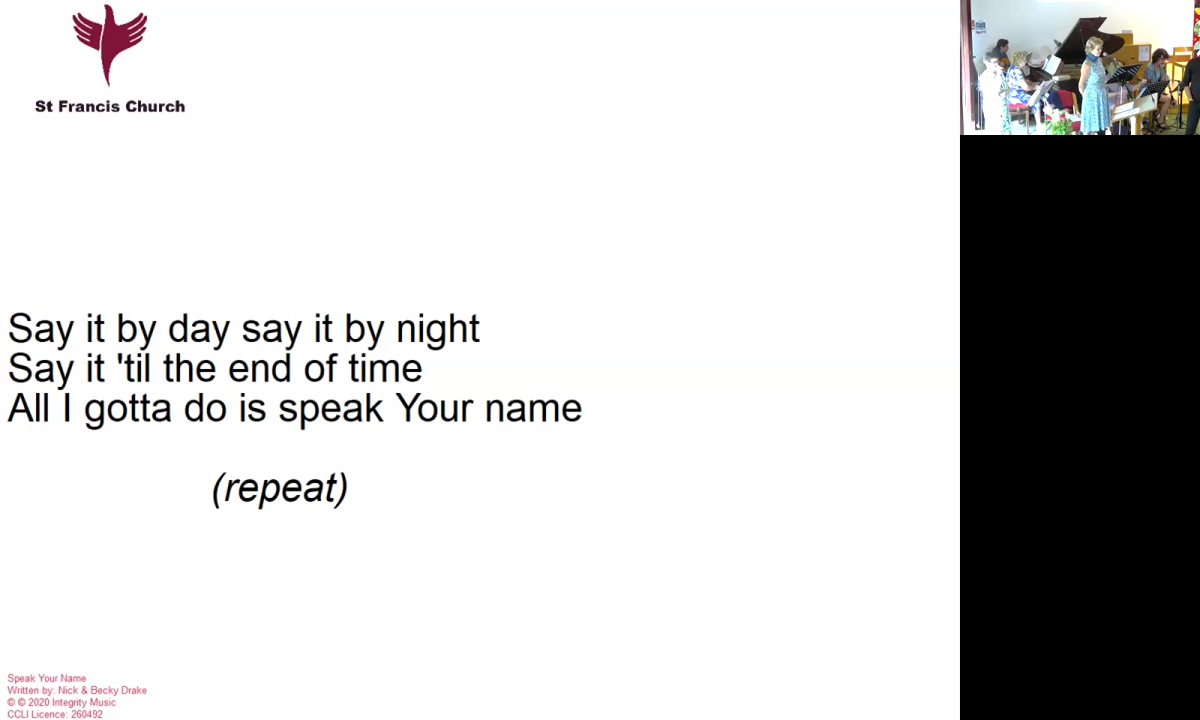 St Francis Church
Say it by day say it by night
Say it 'til the end of time
All I gotta do is speak Your name
(repeat)
Speak Your Name
Written by: Nick & Becky Drake
© © 2020 Integrity Music
CCLI Licence: 260492